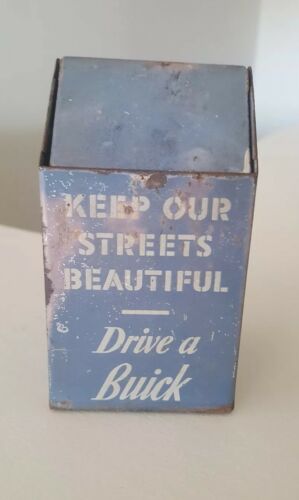 KEEP OUR
STREETS
BEAUTIFUL
Drive a
Buick